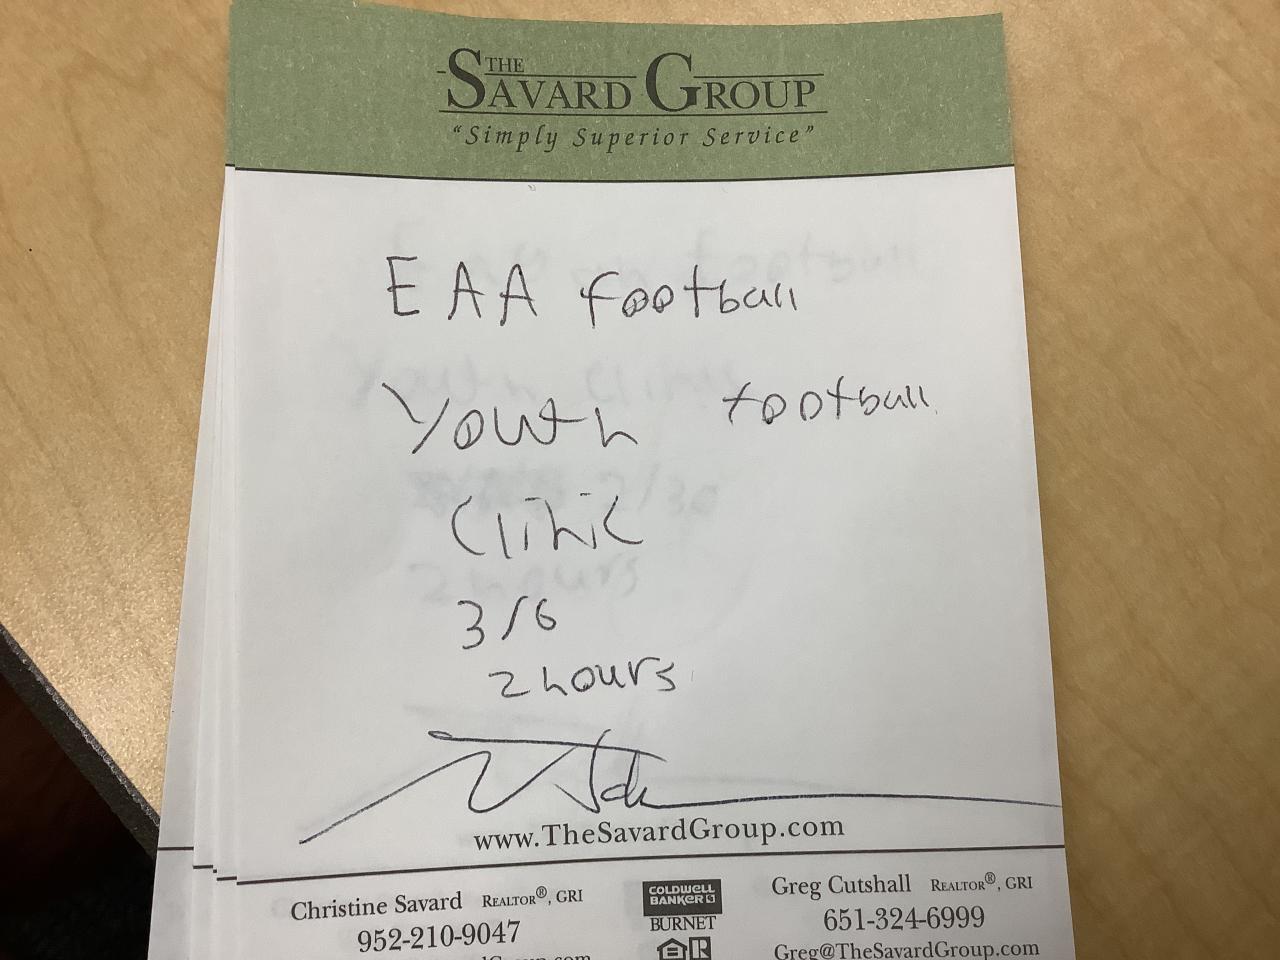 THE
SAVARD GROUP
"Simply Superior Service"
EAA football
Youth football
Clinic
3/6
2 hours
www.TheSavardGroup.com
Christine Savard REALTOR®, GRI
952-210-9047
COLDWELL
BANKER
BURNET
Greg Cutshall REALTOR®, GRI
651-324-6999
Greg@TheSavardGroup.com